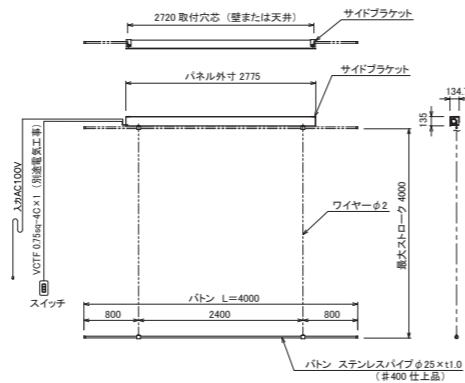 2720 取付穴芯（壁または天井）
サイドブラケット
パネル外寸 2775
サイドブラケット
134.7
135
入力AC100V
VCTF 0.75sq-4C×1（別途電気工事）
ワイヤーφ2
最大ストローク 4000
スイッチ
バトン L=4000
800
2400
800
バトン ステンレスパイプφ25×t1.0
（＃400 仕上品）